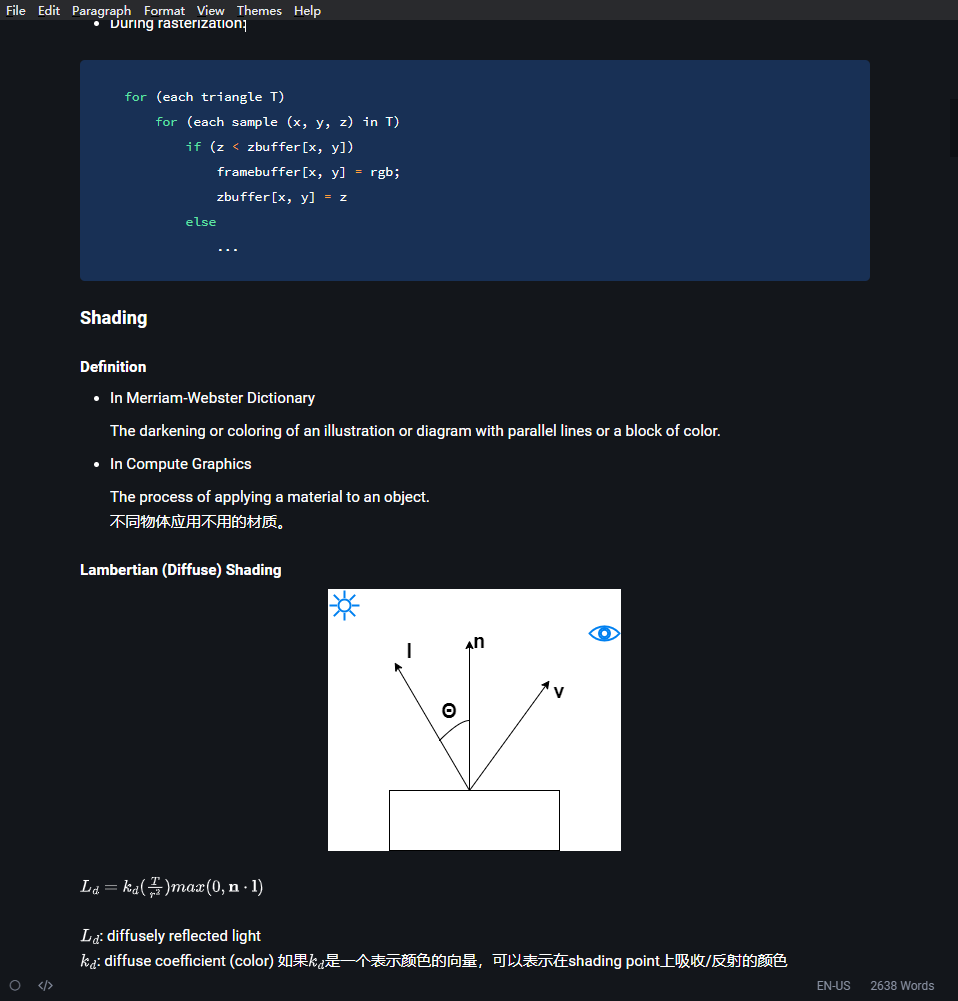 File Edit Paragraph Format View Themes Help
During rasterization:
for (each triangle T)
for (each sample (x, y, z) in T)
if (z < zbuffer[x, y])
framebuffer[x, y] = rgb;
zbuffer[x, y] = z
else
...
Shading
Definition
In Merriam-Webster Dictionary
The darkening or coloring of an illustration or diagram with parallel lines or a block of color.
In Compute Graphics
The process of applying a material to an object.
不同物体应用不用的材质。
Lambertian (Diffuse) Shading
l
n
v
Θ
L_d = k_d(T/r²)max(0, n · l)
L_d: diffusely reflected light
k_d: diffuse coefficient (color) 如果k_d是一个表示颜色的向量，可以表示在shading point上吸收/反射的颜色
</> EN-US 2638 Words